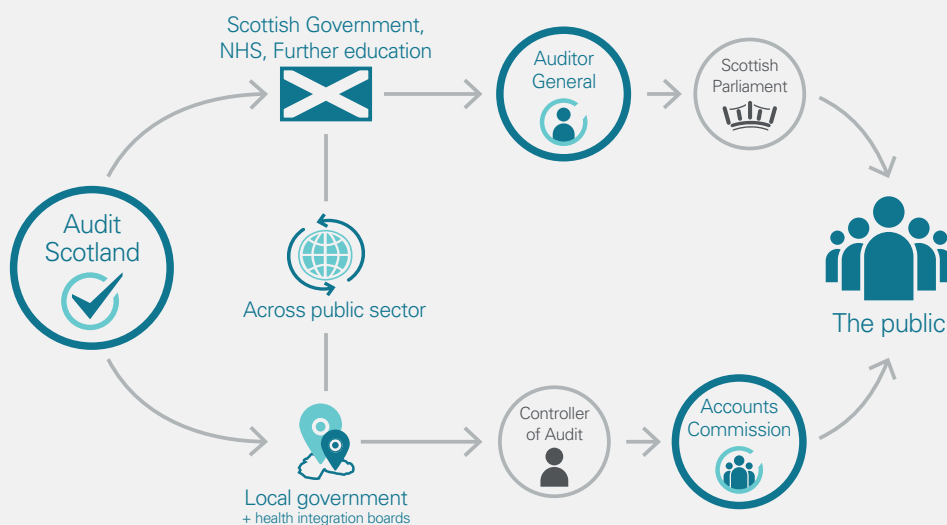 Scottish Government,
NHS, Further education
Auditor
General
Scottish
Parliament
Audit
Scotland
Across public sector
The public
Local government
+ health integration boards
Controller
of Audit
Accounts
Commission